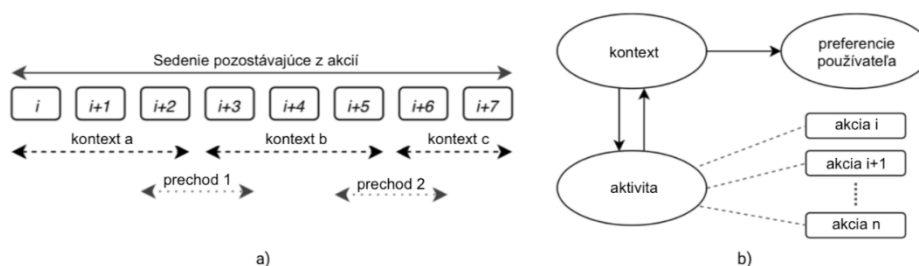 Sedenie pozostávajúce z akcií
i i+1 i+2 i+3 i+4 i+5 i+6 i+7
kontext a kontext b kontext c
prechod 1 prechod 2
a)
kontext
preferencie
používateľa
aktivita
akcia i
akcia i+1
akcia n
b)